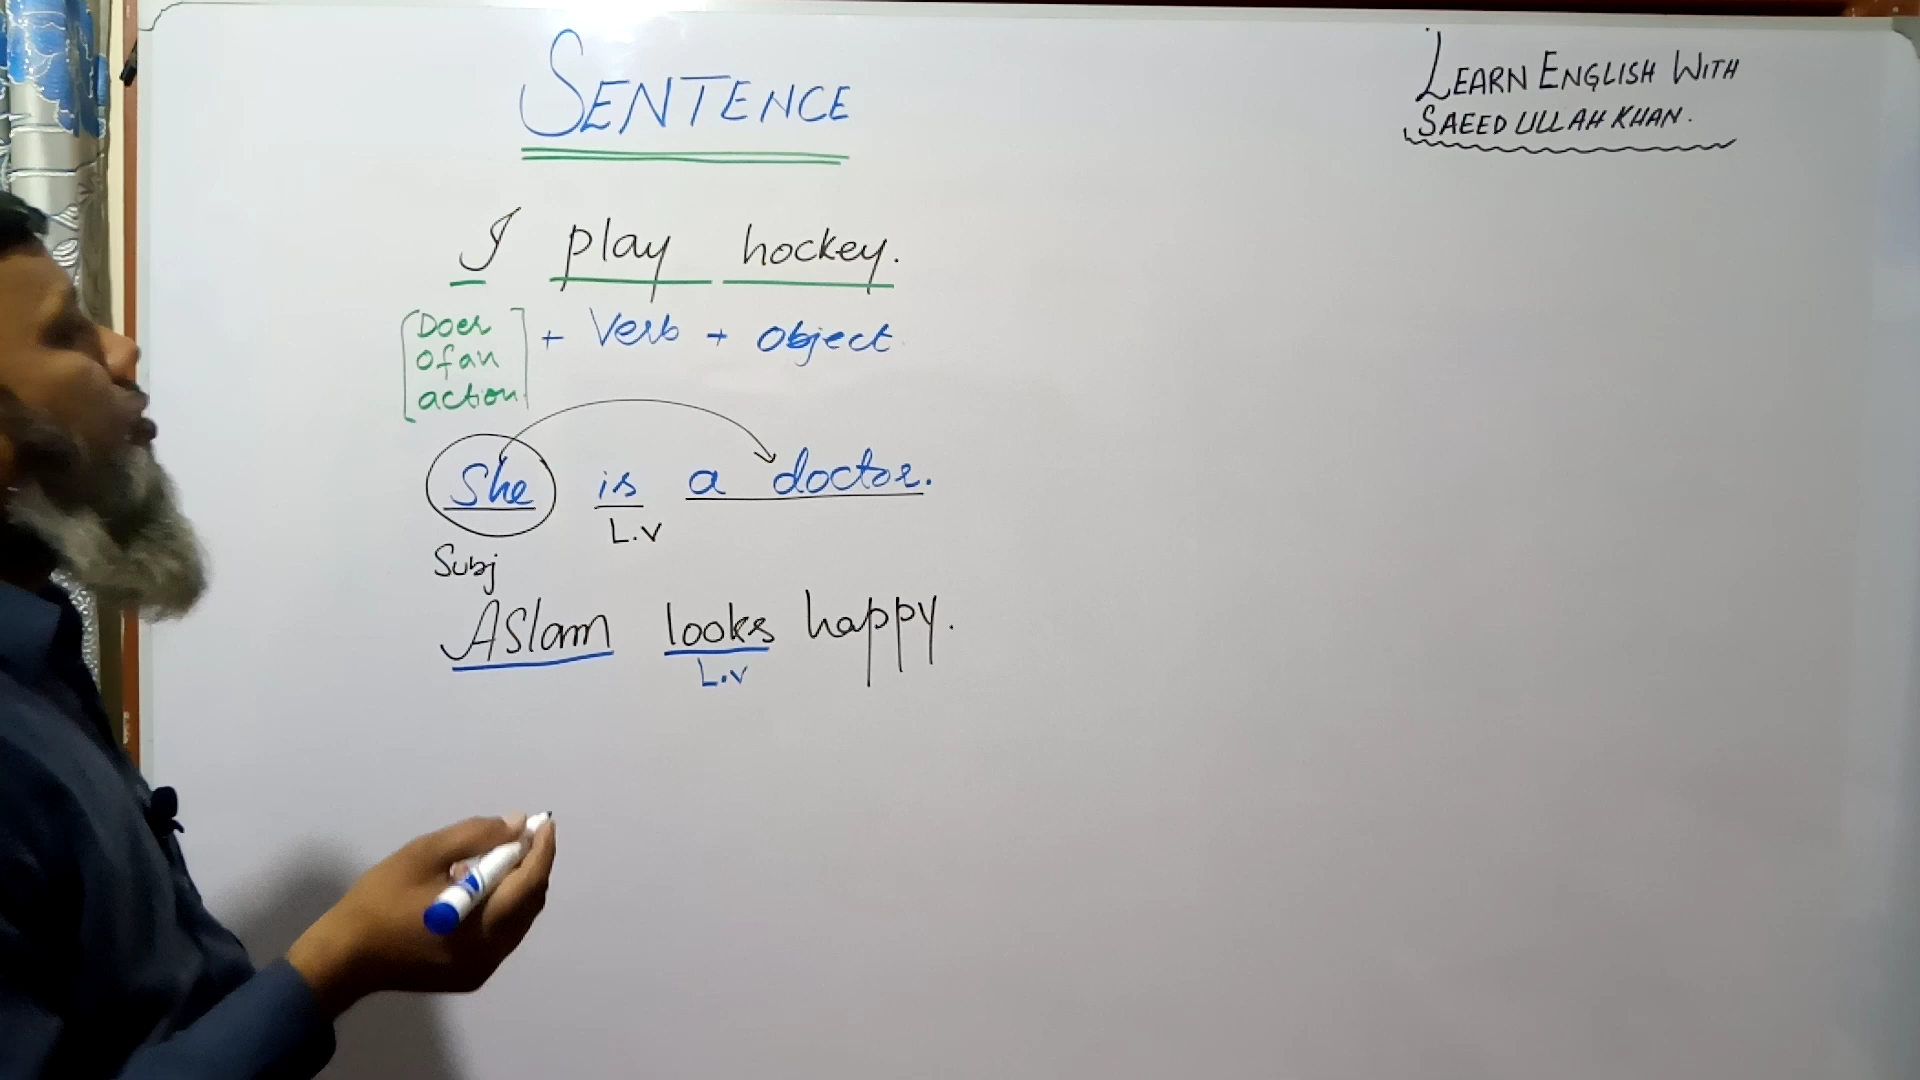 SENTENCE
LEARN ENGLISH WITH
SAEED ULLAH KHAN.
I play hockey.
[Doer of an action] + Verb + Object
She is a doctor.
L.V
Subj
Aslam looks happy.
L.V